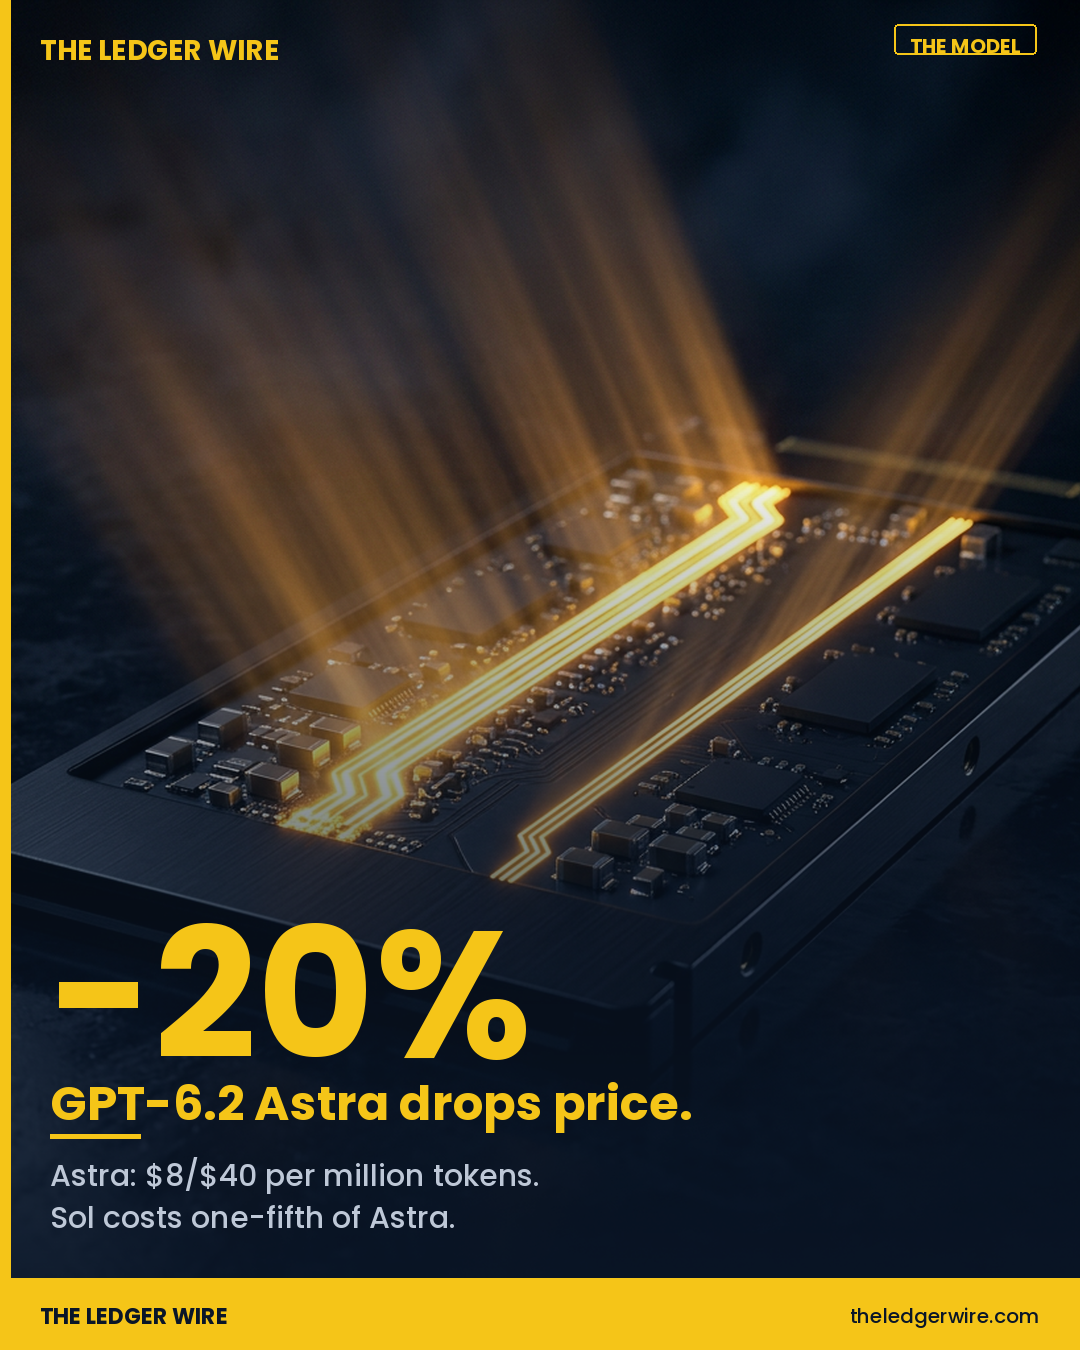 THE LEDGER WIRE
THE MODEL
-20%
GPT-6.2 Astra drops price.
Astra: $8/$40 per million tokens.
Sol costs one-fifth of Astra.
THE LEDGER WIRE
theledgerwire.com